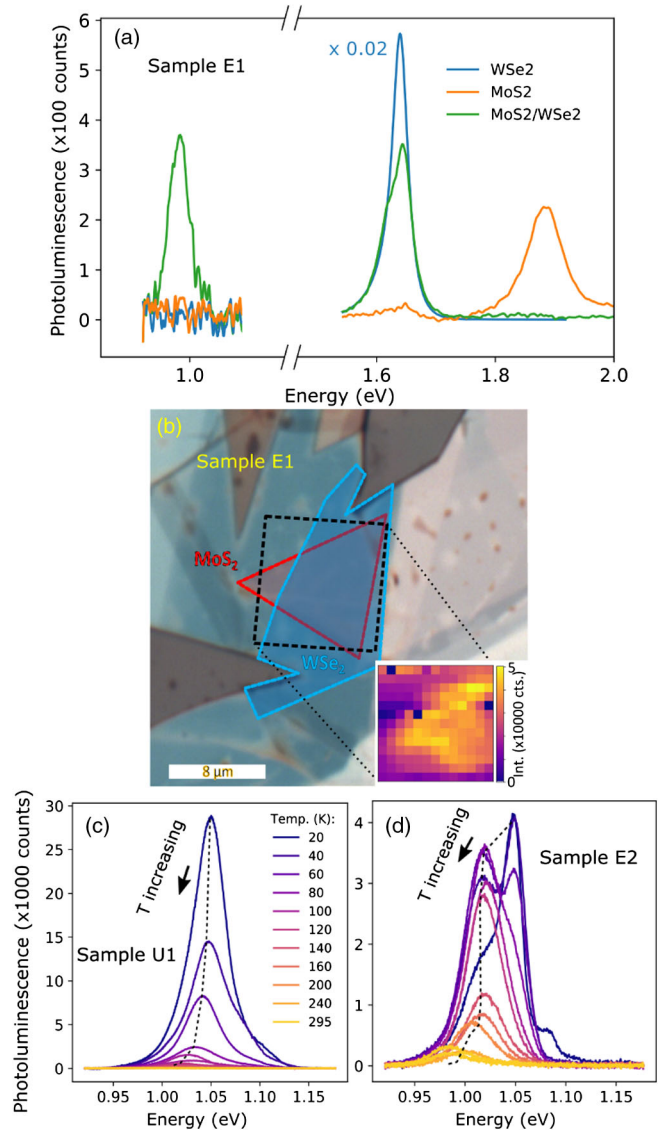 (a)
Sample E1
x 0.02
WSe2
MoS2
MoS2/WSe2
Photoluminescence (x100 counts)
6
5
4
3
2
1
0
1.0
1.6
1.8
2.0
Energy (eV)
(b)
Sample E1
MoS₂
WSe₂
8 µm
5
0
Int. (x10000 cts.)
(c)
T increasing
Sample U1
Temp. (K):
20
40
60
80
100
120
140
160
200
240
295
Photoluminescence (x1000 counts)
30
25
20
15
10
5
0
0.95
1.00
1.05
1.10
1.15
Energy (eV)
(d)
T increasing
Sample E2
4
3
2
1
0
0.95
1.00
1.05
1.10
1.15
Energy (eV)